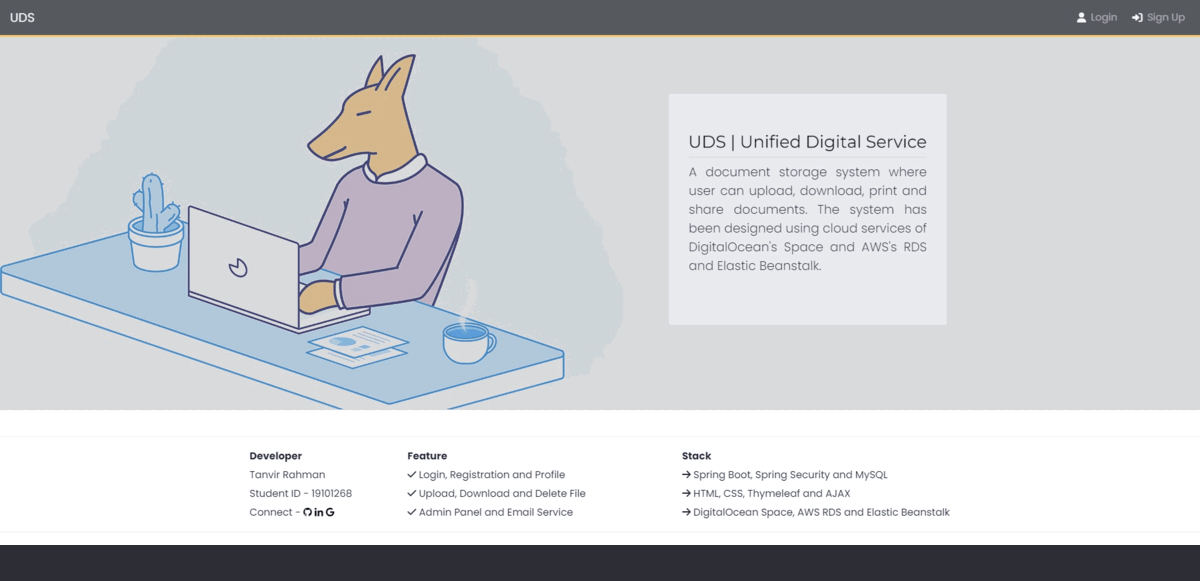 UDS
Login
Sign Up
UDS | Unified Digital Service
A document storage system where
user can upload, download, print and
share documents. The system has
been designed using cloud services of
DigitalOcean's Space and AWS's RDS
and Elastic Beanstalk.
Developer
Tanvir Rahman
Student ID - 19101268
Connect -
Feature
Login, Registration and Profile
Upload, Download and Delete File
Admin Panel and Email Service
Stack
Spring Boot, Spring Security and MySQL
HTML, CSS, Thymeleaf and AJAX
DigitalOcean Space, AWS RDS and Elastic Beanstalk